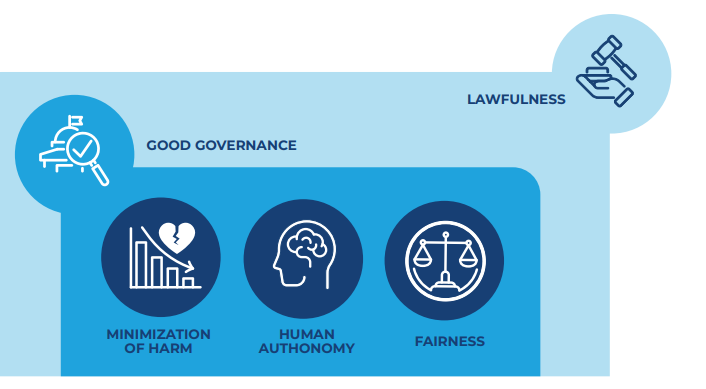 LAWFULNESS
GOOD GOVERNANCE
MINIMIZATION
OF HARM
HUMAN
AUTHONOMY
FAIRNESS